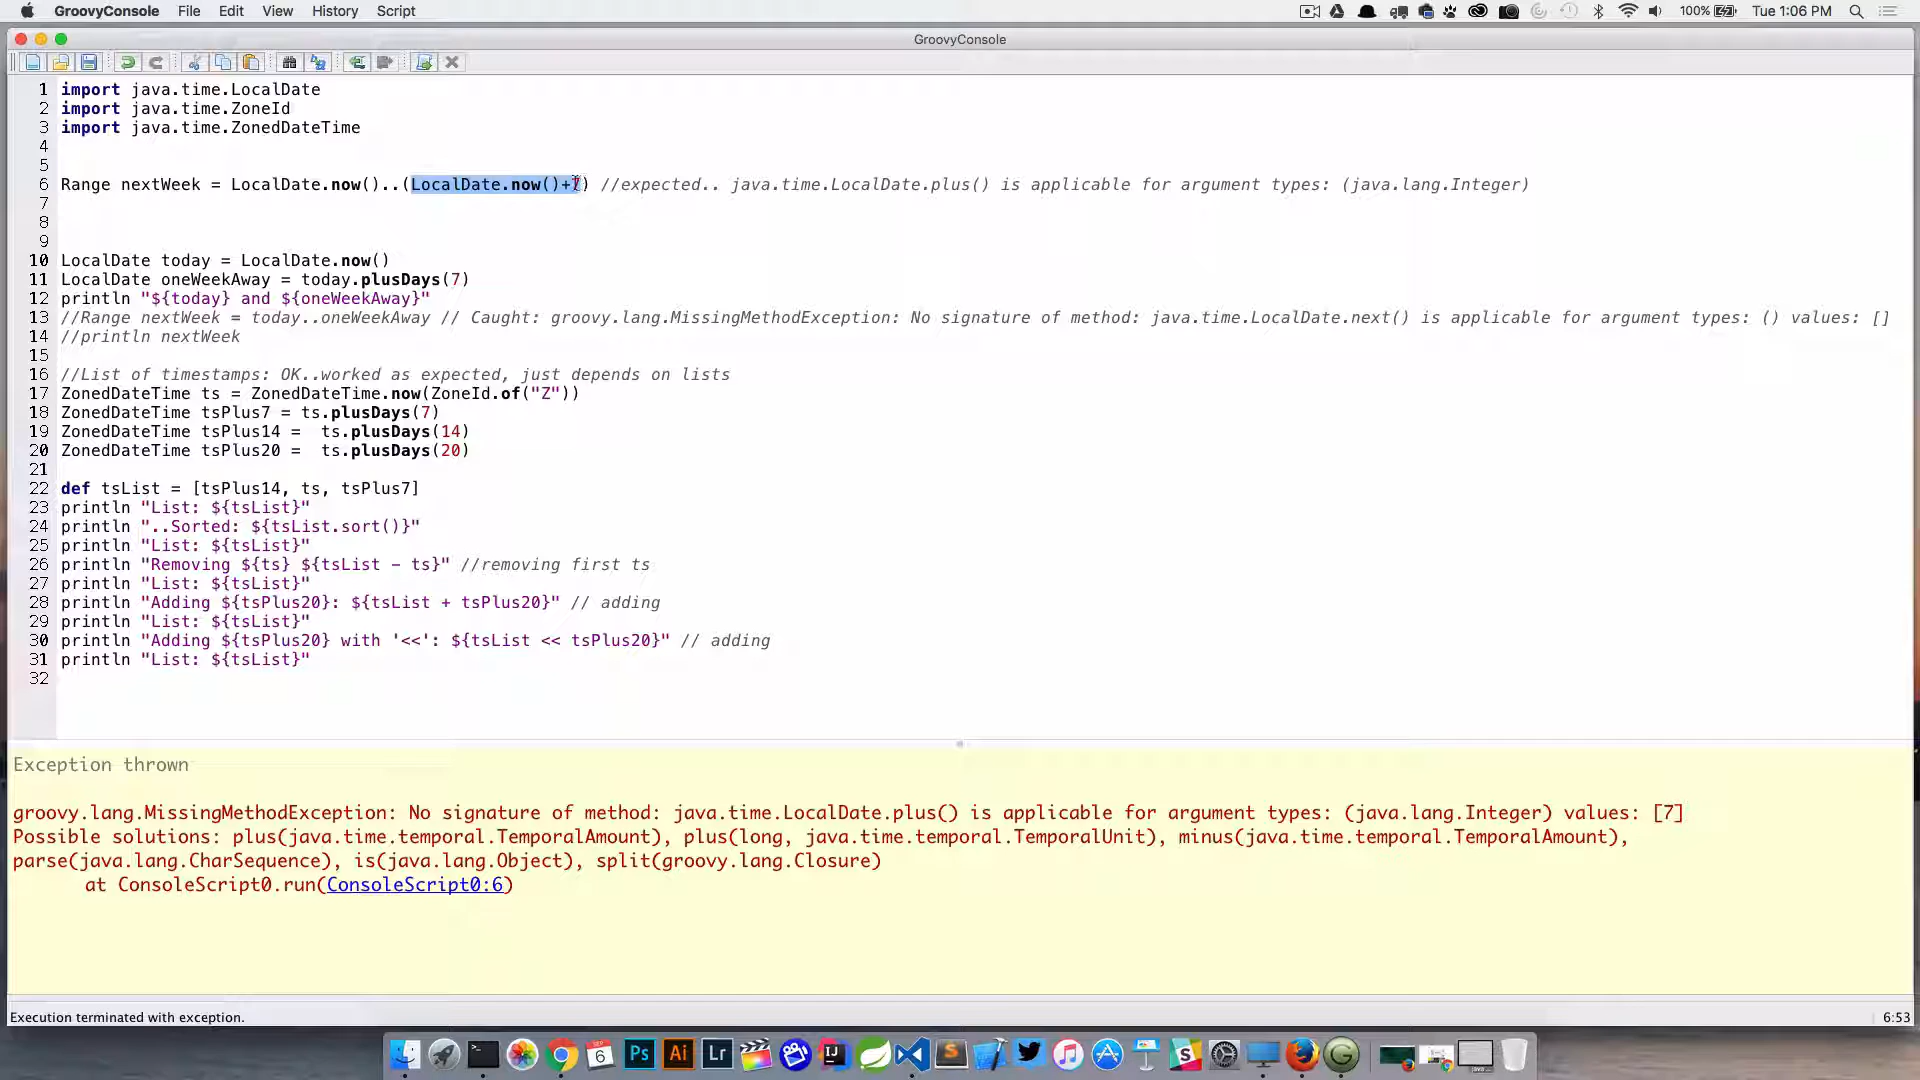 GroovyConsole File Edit View History Script 100% Tue 1:06 PM
GroovyConsole
1 import java.time.LocalDate
2 import java.time.ZoneId
3 import java.time.ZonedDateTime
4
5
6 Range nextWeek = LocalDate.now()..(LocalDate.now()+7) //expected.. java.time.LocalDate.plus() is applicable for argument types: (java.lang.Integer)
7
8
9
10 LocalDate today = LocalDate.now()
11 LocalDate oneWeekAway = today.plusDays(7)
12 println "${today} and ${oneWeekAway}"
13 //Range nextWeek = today..oneWeekAway // Caught: groovy.lang.MissingMethodException: No signature of method: java.time.LocalDate.next() is applicable for argument types: () values: []
14 //println nextWeek
15
16 //List of timestamps: OK..worked as expected, just depends on lists
17 ZonedDateTime ts = ZonedDateTime.now(ZoneId.of("Z"))
18 ZonedDateTime tsPlus7 = ts.plusDays(7)
19 ZonedDateTime tsPlus14 =  ts.plusDays(14)
20 ZonedDateTime tsPlus20 =  ts.plusDays(20)
21
22 def tsList = [tsPlus14, ts, tsPlus7]
23 println "List: ${tsList}"
24 println "..Sorted: ${tsList.sort()}"
25 println "List: ${tsList}"
26 println "Removing ${ts} ${tsList - ts}" //removing first ts
27 println "List: ${tsList}"
28 println "Adding ${tsPlus20}: ${tsList + tsPlus20}" // adding
29 println "List: ${tsList}"
30 println "Adding ${tsPlus20} with '<<': ${tsList << tsPlus20}" // adding
31 println "List: ${tsList}"
32
Exception thrown
groovy.lang.MissingMethodException: No signature of method: java.time.LocalDate.plus() is applicable for argument types: (java.lang.Integer) values: [7]
Possible solutions: plus(java.time.temporal.TemporalAmount), plus(long, java.time.temporal.TemporalUnit), minus(java.time.temporal.TemporalAmount),
parse(java.lang.CharSequence), is(java.lang.Object), split(groovy.lang.Closure)
at ConsoleScript0.run(ConsoleScript0:6)
Execution terminated with exception. 6:53
SEP 6 Ps Ai Lr IJ S S G